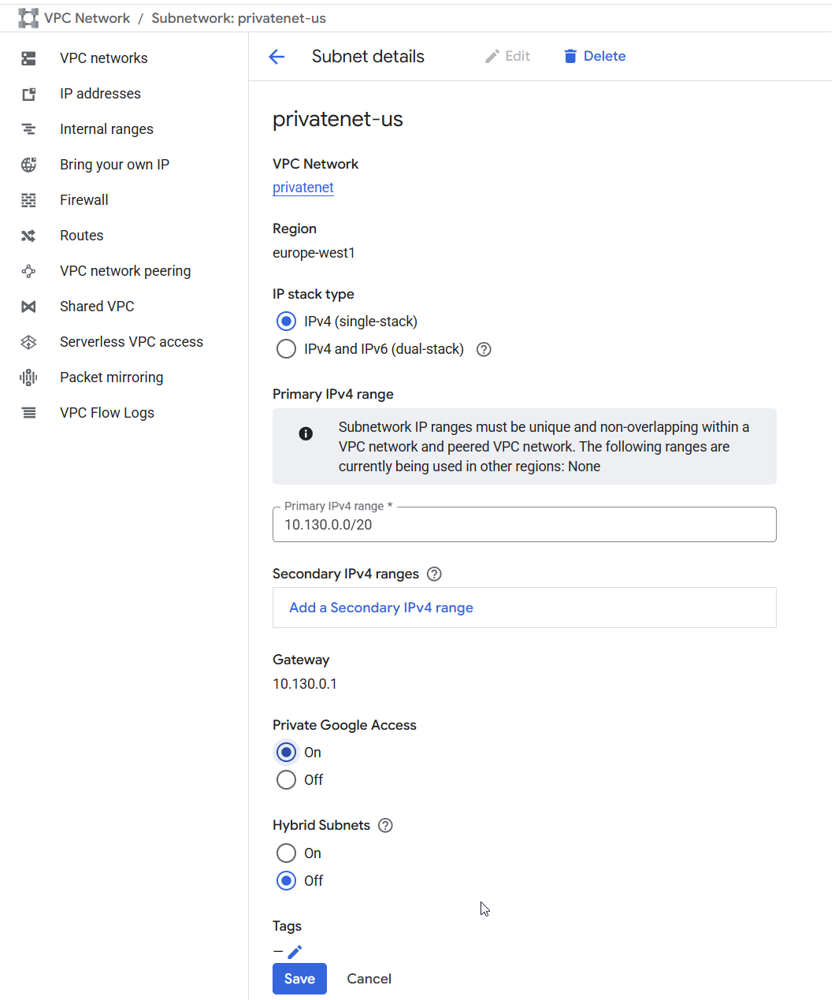 VPC Network / Subnetwork: privatenet-us
VPC networks
IP addresses
Internal ranges
Bring your own IP
Firewall
Routes
VPC network peering
Shared VPC
Serverless VPC access
Packet mirroring
VPC Flow Logs
Subnet details Edit Delete
privatenet-us
VPC Network
privatenet
Region
europe-west1
IP stack type
IPv4 (single-stack)
IPv4 and IPv6 (dual-stack)
Primary IPv4 range
Subnetwork IP ranges must be unique and non-overlapping within a
VPC network and peered VPC network. The following ranges are
currently being used in other regions: None
Primary IPv4 range *
10.130.0.0/20
Secondary IPv4 ranges
Add a Secondary IPv4 range
Gateway
10.130.0.1
Private Google Access
On
Off
Hybrid Subnets
On
Off
Tags
–
Save Cancel